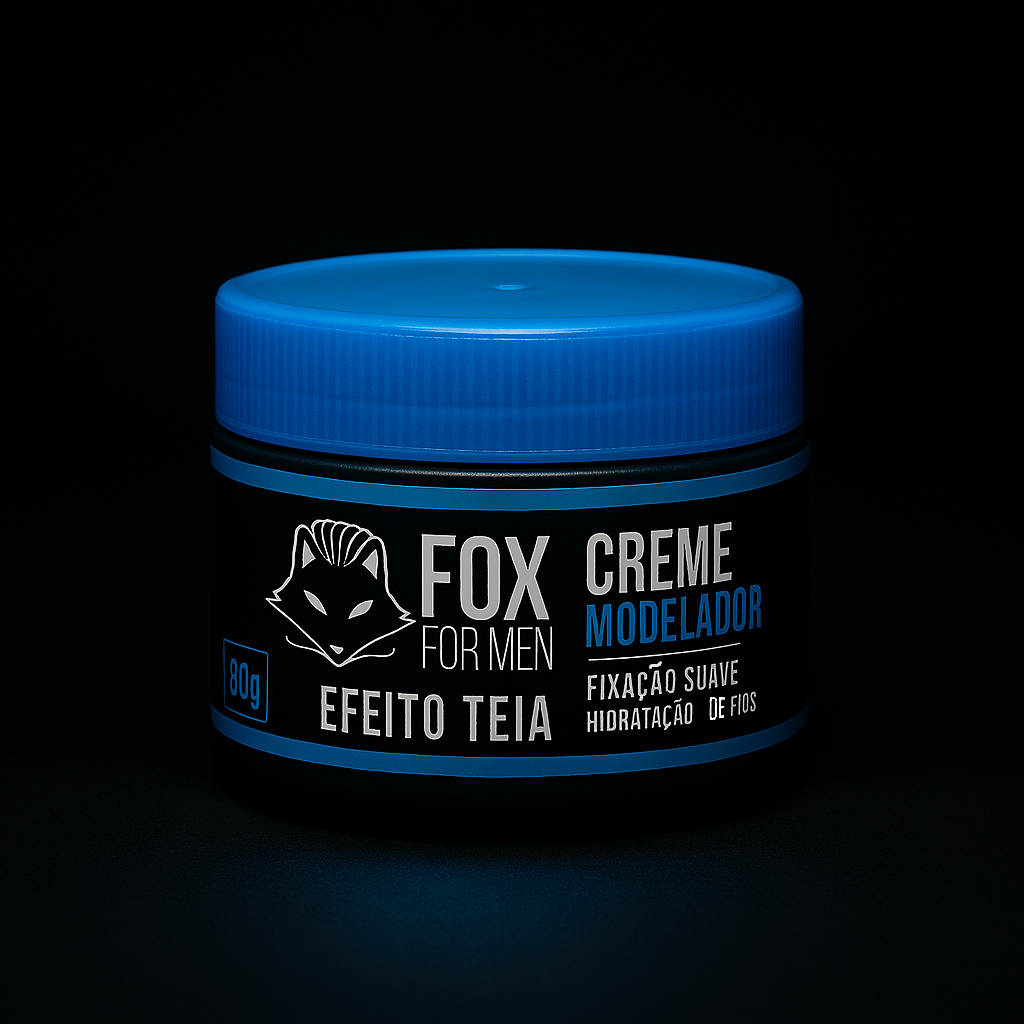 FOX
FOR MEN
EFEITO TEIA
80g
CREME
MODELADOR
FIXAÇÃO SUAVE
HIDRATAÇÃO DE FIOS